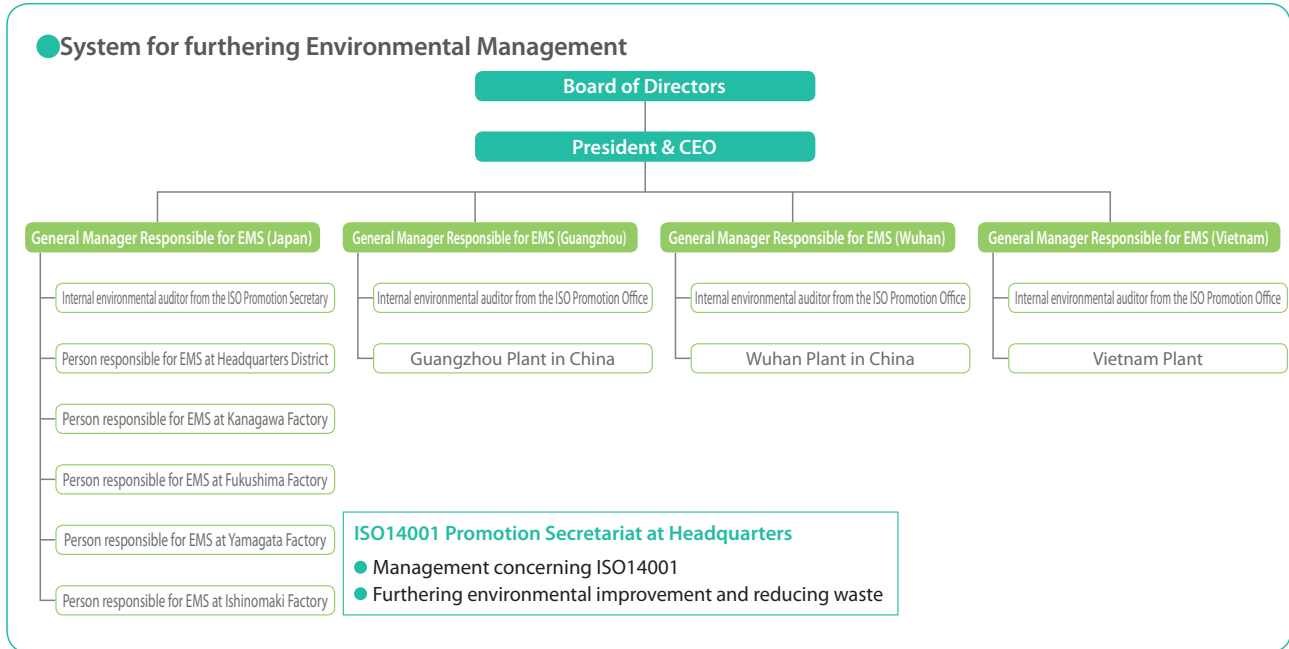 System for furthering Environmental Management
Board of Directors
President & CEO
General Manager Responsible for EMS (Japan)
General Manager Responsible for EMS (Guangzhou)
General Manager Responsible for EMS (Wuhan)
General Manager Responsible for EMS (Vietnam)
Internal environmental auditor from the ISO Promotion Secretary
Internal environmental auditor from the ISO Promotion Office
Internal environmental auditor from the ISO Promotion Office
Internal environmental auditor from the ISO Promotion Office
Person responsible for EMS at Headquarters District
Guangzhou Plant in China
Wuhan Plant in China
Vietnam Plant
Person responsible for EMS at Kanagawa Factory
Person responsible for EMS at Fukushima Factory
Person responsible for EMS at Yamagata Factory
Person responsible for EMS at Ishinomaki Factory
ISO14001 Promotion Secretariat at Headquarters
Management concerning ISO14001
Furthering environmental improvement and reducing waste